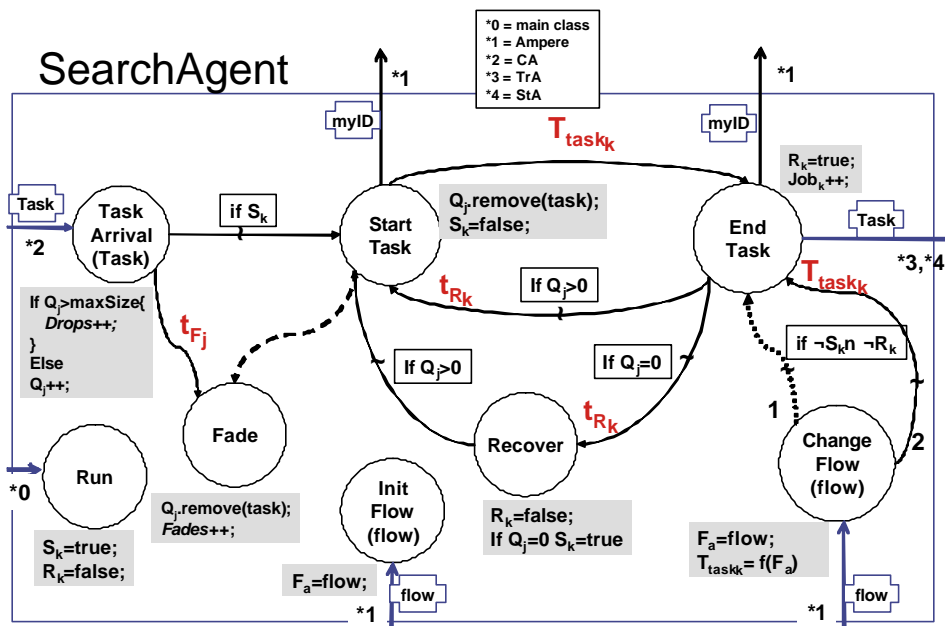 SearchAgent
*0 = main class
*1 = Ampere
*2 = CA
*3 = TrA
*4 = StA
*1
*1
myID
myID
T_task_k
R_k=true;
Job_k++;
Task
*2
Task
Arrival
(Task)
if S_k
Start
Task
Q_j.remove(task);
S_k=false;
End
Task
Task
*3,*4
T_task_k
If Q_j>maxSize{
Drops++;
}
Else
Q_j++;
t_F_j
t_R_k
If Q_j>0
if ¬S_k∩ ¬R_k
If Q_j>0
If Q_j=0
t_R_k
1
2
Fade
Recover
Change
Flow
(flow)
*0
Run
Q_j.remove(task);
Fades++;
Init
Flow
(flow)
R_k=false;
If Q_j=0 S_k=true
S_k=true;
R_k=false;
F_a=flow;
F_a=flow;
T_task_k= f(F_a)
*1
flow
*1
flow